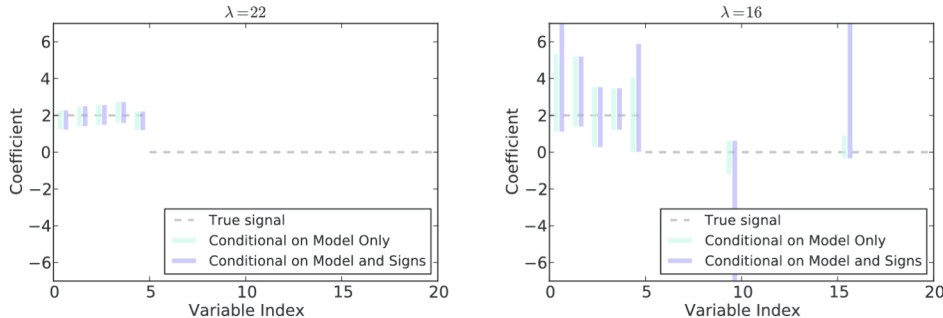 λ=22
6
4
2
0
−2
−4
−6
Coefficient
True signal
Conditional on Model Only
Conditional on Model and Signs
0
5
10
15
20
Variable Index
λ=16
6
4
2
0
−2
−4
−6
Coefficient
True signal
Conditional on Model Only
Conditional on Model and Signs
0
5
10
15
20
Variable Index